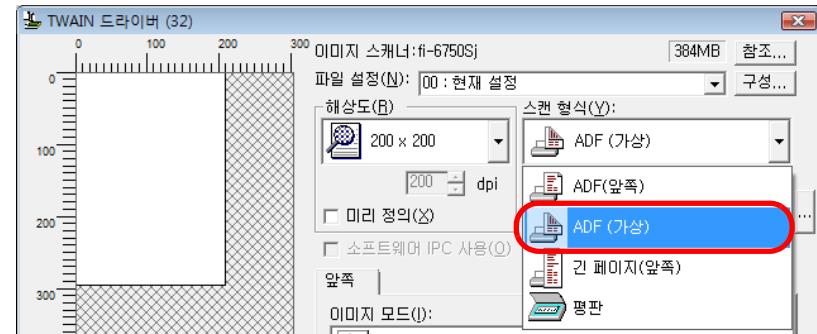 TWAIN 드라이버 (32)
0 100 200 300
이미지 스캐너:fi-6750Sj 384MB 참조...
파일 설정(N): 00 : 현재 설정 구성...
해상도(R) 스캔 형식(Y):
0
200 x 200 ADF (가상)
100
200 dpi ADF(앞쪽)
미리 정의(X) ADF (가상) ...
200
소프트웨어 IPC 사용(O) 긴 페이지(앞쪽)
앞쪽
300 평판
이미지 모드(I):